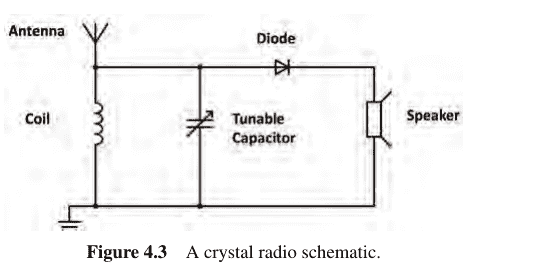 Antenna
Diode
Coil
Tunable
Capacitor
Speaker
Figure 4.3 A crystal radio schematic.